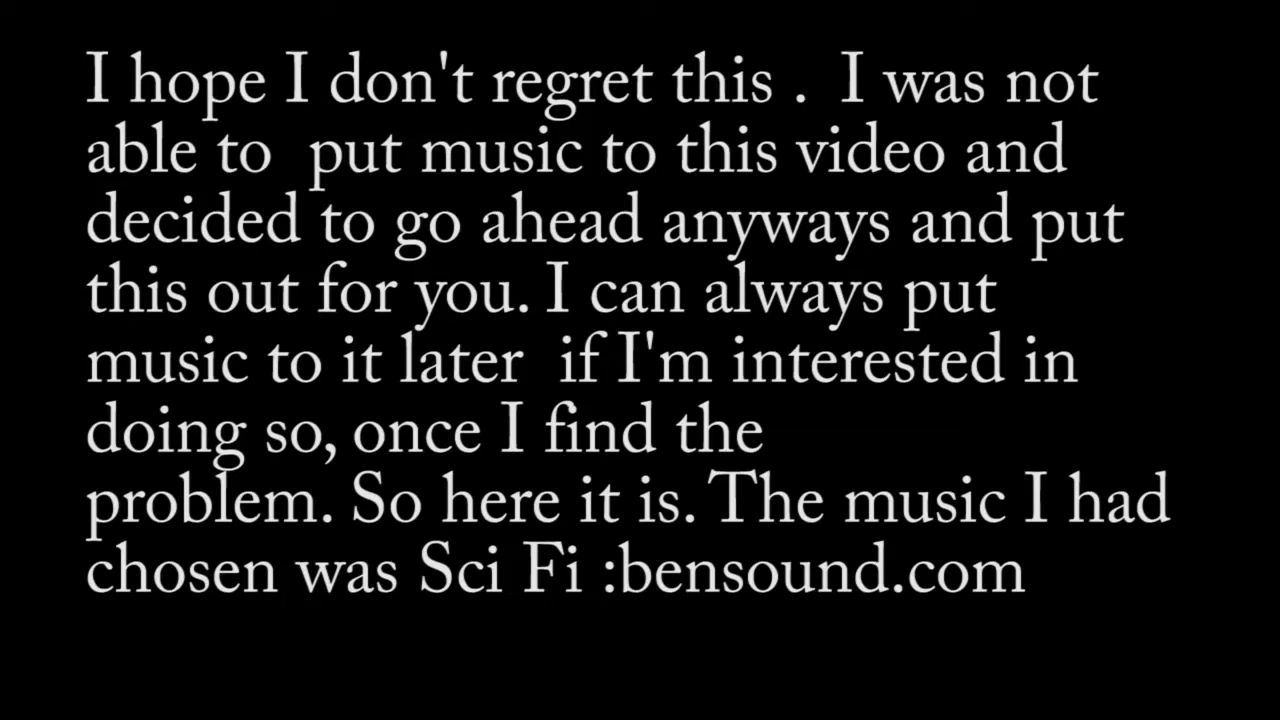 I hope I don't regret this .  I was not
able to  put music to this video and
decided to go ahead anyways and put
this out for you. I can always put
music to it later  if I'm interested in
doing so, once I find the
problem. So here it is. The music I had
chosen was Sci Fi :bensound.com